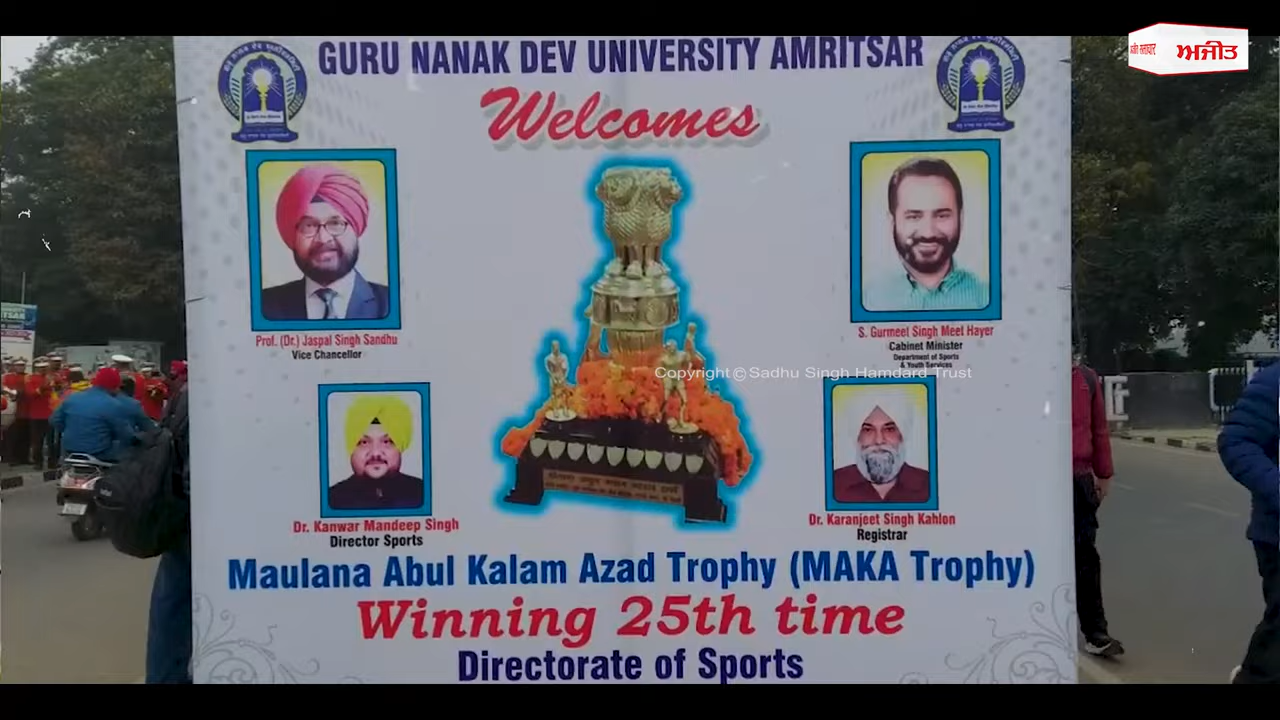 GURU NANAK DEV UNIVERSITY AMRITSAR
Welcomes
ਅਜੀਤ
Prof. (Dr.) Jaspal Singh Sandhu
Vice Chancellor
S. Gurmeet Singh Meet Hayer
Cabinet Minister
Department of Sports
& Youth Services
Copyright © Sadhu Singh Hamdard Trust
Dr. Kanwar Mandeep Singh
Director Sports
Dr. Karanjeet Singh Kahlon
Registrar
Maulana Abul Kalam Azad Trophy (MAKA Trophy)
Winning 25th time
Directorate of Sports